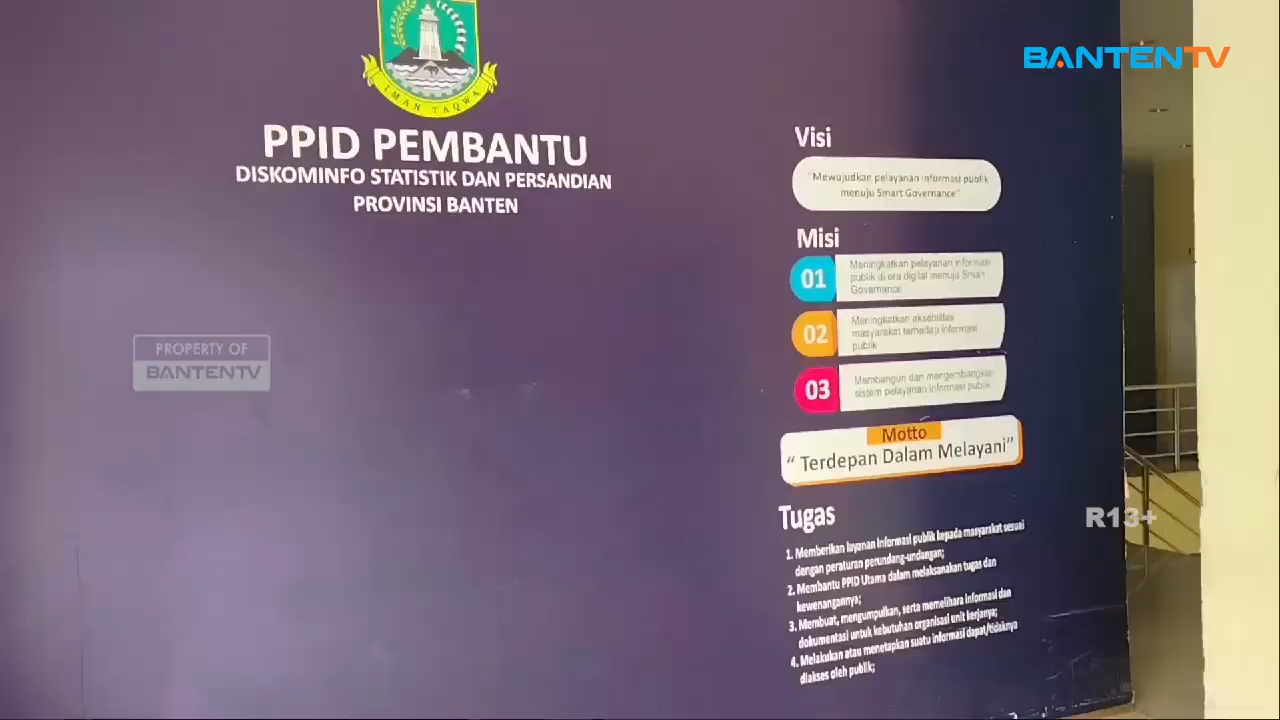 BANTENTV
IMAN TAQWA
PPID PEMBANTU
DISKOMINFO STATISTIK DAN PERSANDIAN
PROVINSI BANTEN
PROPERTY OF
BANTENTV
Visi
"Mewujudkan pelayanan informasi publik
menuju Smart Governance"
Misi
01
Meningkatkan pelayanan informasi
publik di era digital menuju Smart
Governance
02
Meningkatkan aksebilitas
masyarakat terhadap informasi
publik
03
Membangun dan mengembangkan
sistem pelayanan informasi publik
Motto
“ Terdepan Dalam Melayani”
Tugas
1. Memberikan layanan informasi publik kepada masyarakat sesuai
dengan peraturan perundang-undangan;
2. Membantu PPID Utama dalam melaksanakan tugas dan
kewenangannya;
3. Membuat, mengumpulkan, serta memelihara informasi dan
dokumentasi untuk kebutuhan organisasi unit kerjanya;
4. Melakukan atau menetapkan suatu informasi dapat/tidaknya
diakses oleh publik;
R13+